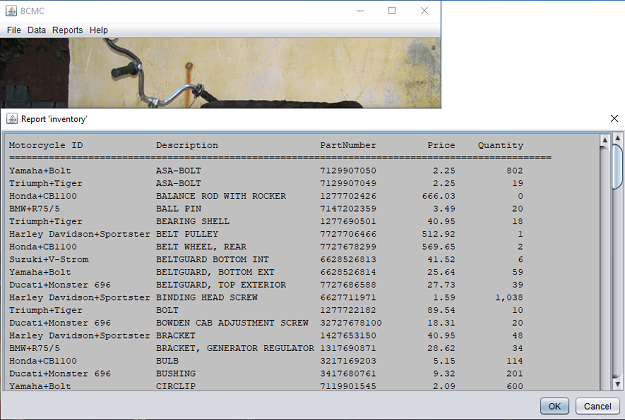 BCMC
File Data Reports Help
Report 'inventory'
Motorcycle ID Description PartNumber Price Quantity
================================================================================================
Yamaha+Bolt ASA-BOLT 7129907050 2.25 802
Triumph+Tiger ASA-BOLT 7129907049 2.25 19
Honda+CB1100 BALANCE ROD WITH ROCKER 1277702426 666.03 0
BMW+R75/5 BALL PIN 7147202359 3.49 20
Triumph+Tiger BEARING SHELL 1277690501 40.95 18
Harley Davidson+Sportster BELT PULLEY 7727706466 512.92 1
Honda+CB1100 BELT WHEEL, REAR 7727678299 569.65 2
Suzuki+V-Strom BELTGUARD BOTTOM INT 6628526813 41.52 6
Yamaha+Bolt BELTGUARD, BOTTOM EXT 6628526814 25.64 59
Ducati+Monster 696 BELTGUARD, TOP EXTERIOR 7727686588 27.73 39
Harley Davidson+Sportster BINDING HEAD SCREW 6627711971 1.59 1,038
Triumph+Tiger BOLT 1277722182 89.54 10
Ducati+Monster 696 BOWDEN CAB ADJUSTMENT SCREW 32727678100 18.31 20
Harley Davidson+Sportster BRACKET 1427653150 40.95 48
BMW+R75/5 BRACKET, GENERATOR REGULATOR 1317690871 28.62 34
Honda+CB1100 BULB 3217169203 5.15 114
Ducati+Monster 696 BUSHING 3417680761 9.32 201
Yamaha+Bolt CIRCLIP 7119901545 2.09 600
OK Cancel